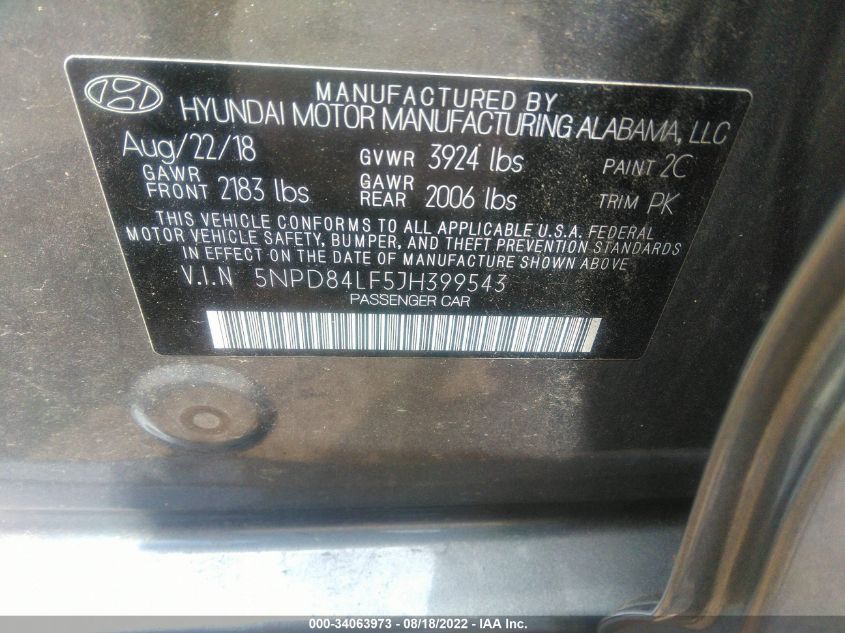 MANUFACTURED BY
HYUNDAI MOTOR MANUFACTURING ALABAMA, LLC
Aug/22/18 GVWR 3924 lbs PAINT 2C
GAWR FRONT 2183 lbs GAWR REAR 2006 lbs TRIM PK
THIS VEHICLE CONFORMS TO ALL APPLICABLE U.S.A. FEDERAL
MOTOR VEHICLE SAFETY, BUMPER, AND THEFT PREVENTION STANDARDS
IN EFFECT ON THE DATE OF MANUFACTURE SHOWN ABOVE
V.I.N 5NPD84LF5JH399543
PASSENGER CAR
000-34063973 - 08/18/2022 - IAA Inc.